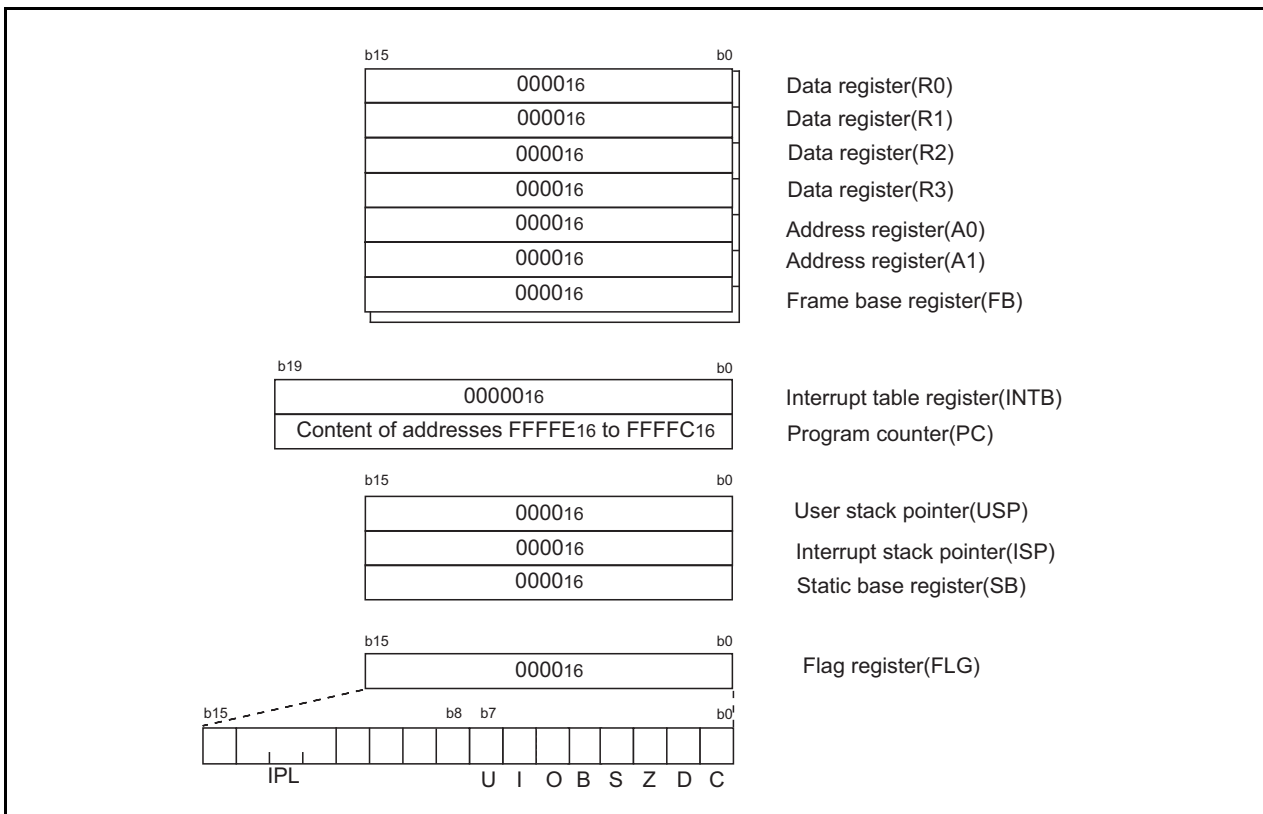 b15 b0
000016 Data register(R0)
000016 Data register(R1)
000016 Data register(R2)
000016 Data register(R3)
000016 Address register(A0)
000016 Address register(A1)
000016 Frame base register(FB)
b19 b0
0000016 Interrupt table register(INTB)
Content of addresses FFFFE16 to FFFFC16 Program counter(PC)
b15 b0
000016 User stack pointer(USP)
000016 Interrupt stack pointer(ISP)
000016 Static base register(SB)
b15 b0
000016 Flag register(FLG)
b15 b8 b7 b0
IPL U I O B S Z D C